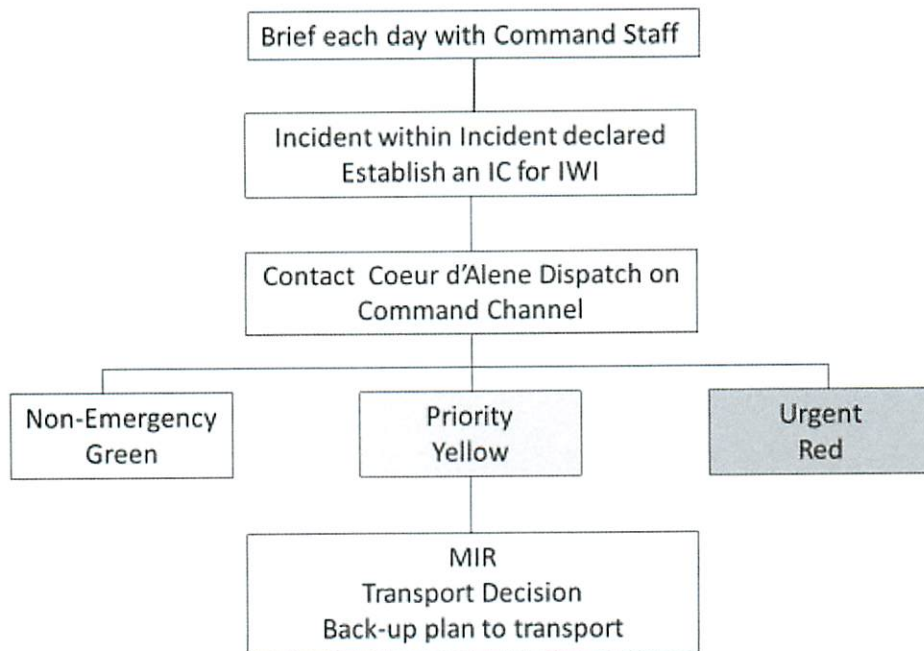 Brief each day with Command Staff
Incident within Incident declared
Establish an IC for IWI
Contact Coeur d'Alene Dispatch on
Command Channel
Non-Emergency
Green
Priority
Yellow
Urgent
Red
MIR
Transport Decision
Back-up plan to transport